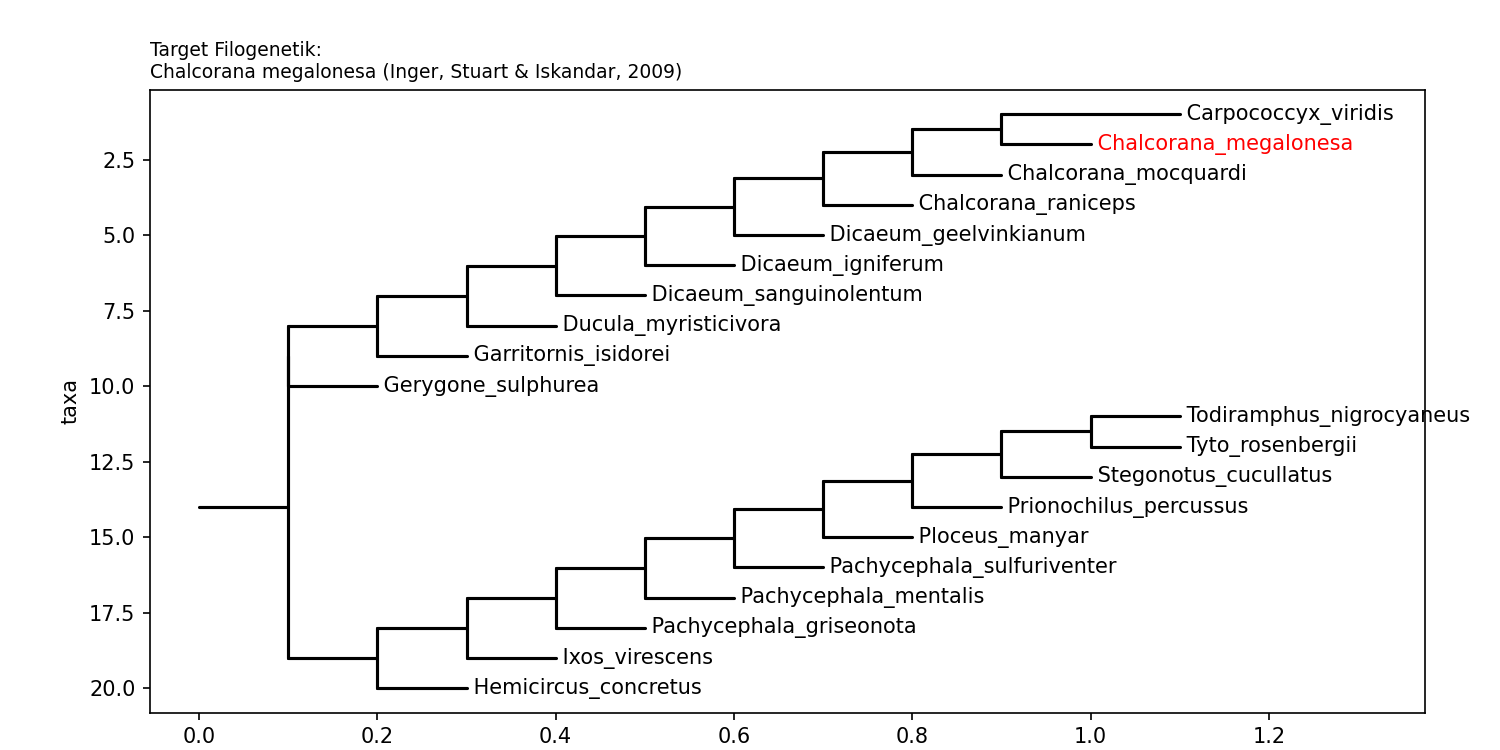 Target Filogenetik:
Chalcorana megalonesa (Inger, Stuart & Iskandar, 2009)
Carpococcyx_viridis
Chalcorana_megalonesa
2.5
Chalcorana_mocquardi
Chalcorana_raniceps
5.0
Dicaeum_geelvinkianum
Dicaeum_igniferum
Dicaeum_sanguinolentum
7.5
Ducula_myristicivora
Garritornis_isidorei
10.0
Gerygone_sulphurea
taxa
Todiramphus_nigrocyaneus
Tyto_rosenbergii
12.5
Stegonotus_cucullatus
Prionochilus_percussus
15.0
Ploceus_manyar
Pachycephala_sulfuriventer
Pachycephala_mentalis
17.5
Pachycephala_griseonota
Ixos_virescens
20.0
Hemicircus_concretus
0.0 0.2 0.4 0.6 0.8 1.0 1.2